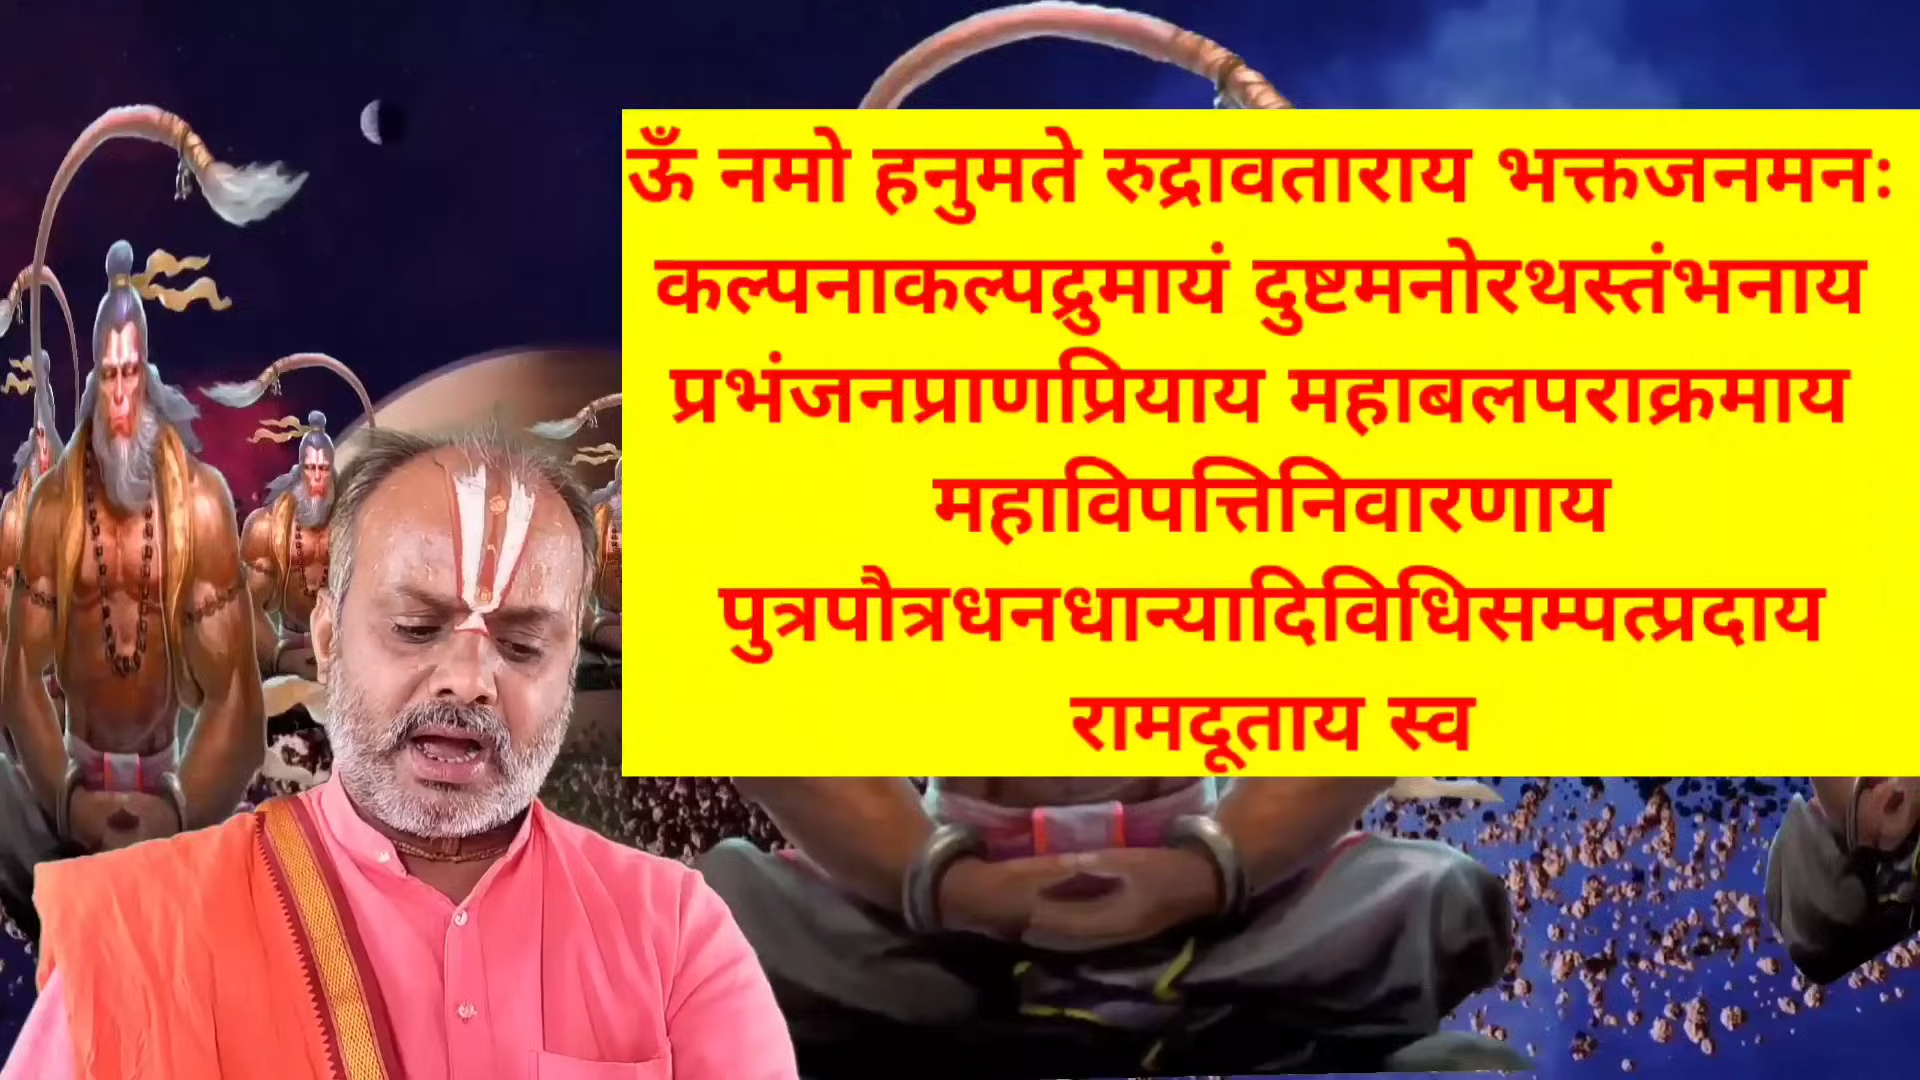 ऊँ नमो हनुमते रुद्रावताराय भक्तजनमनः
कल्पनाकल्पद्रुमायं दुष्टमनोरथस्तंभनाय
प्रभंजनप्राणप्रियाय महाबलपराक्रमाय
महाविपत्तिनिवारणाय
पुत्रपौत्रधनधान्यादिविधिसम्पत्प्रदाय
रामदूताय स्व